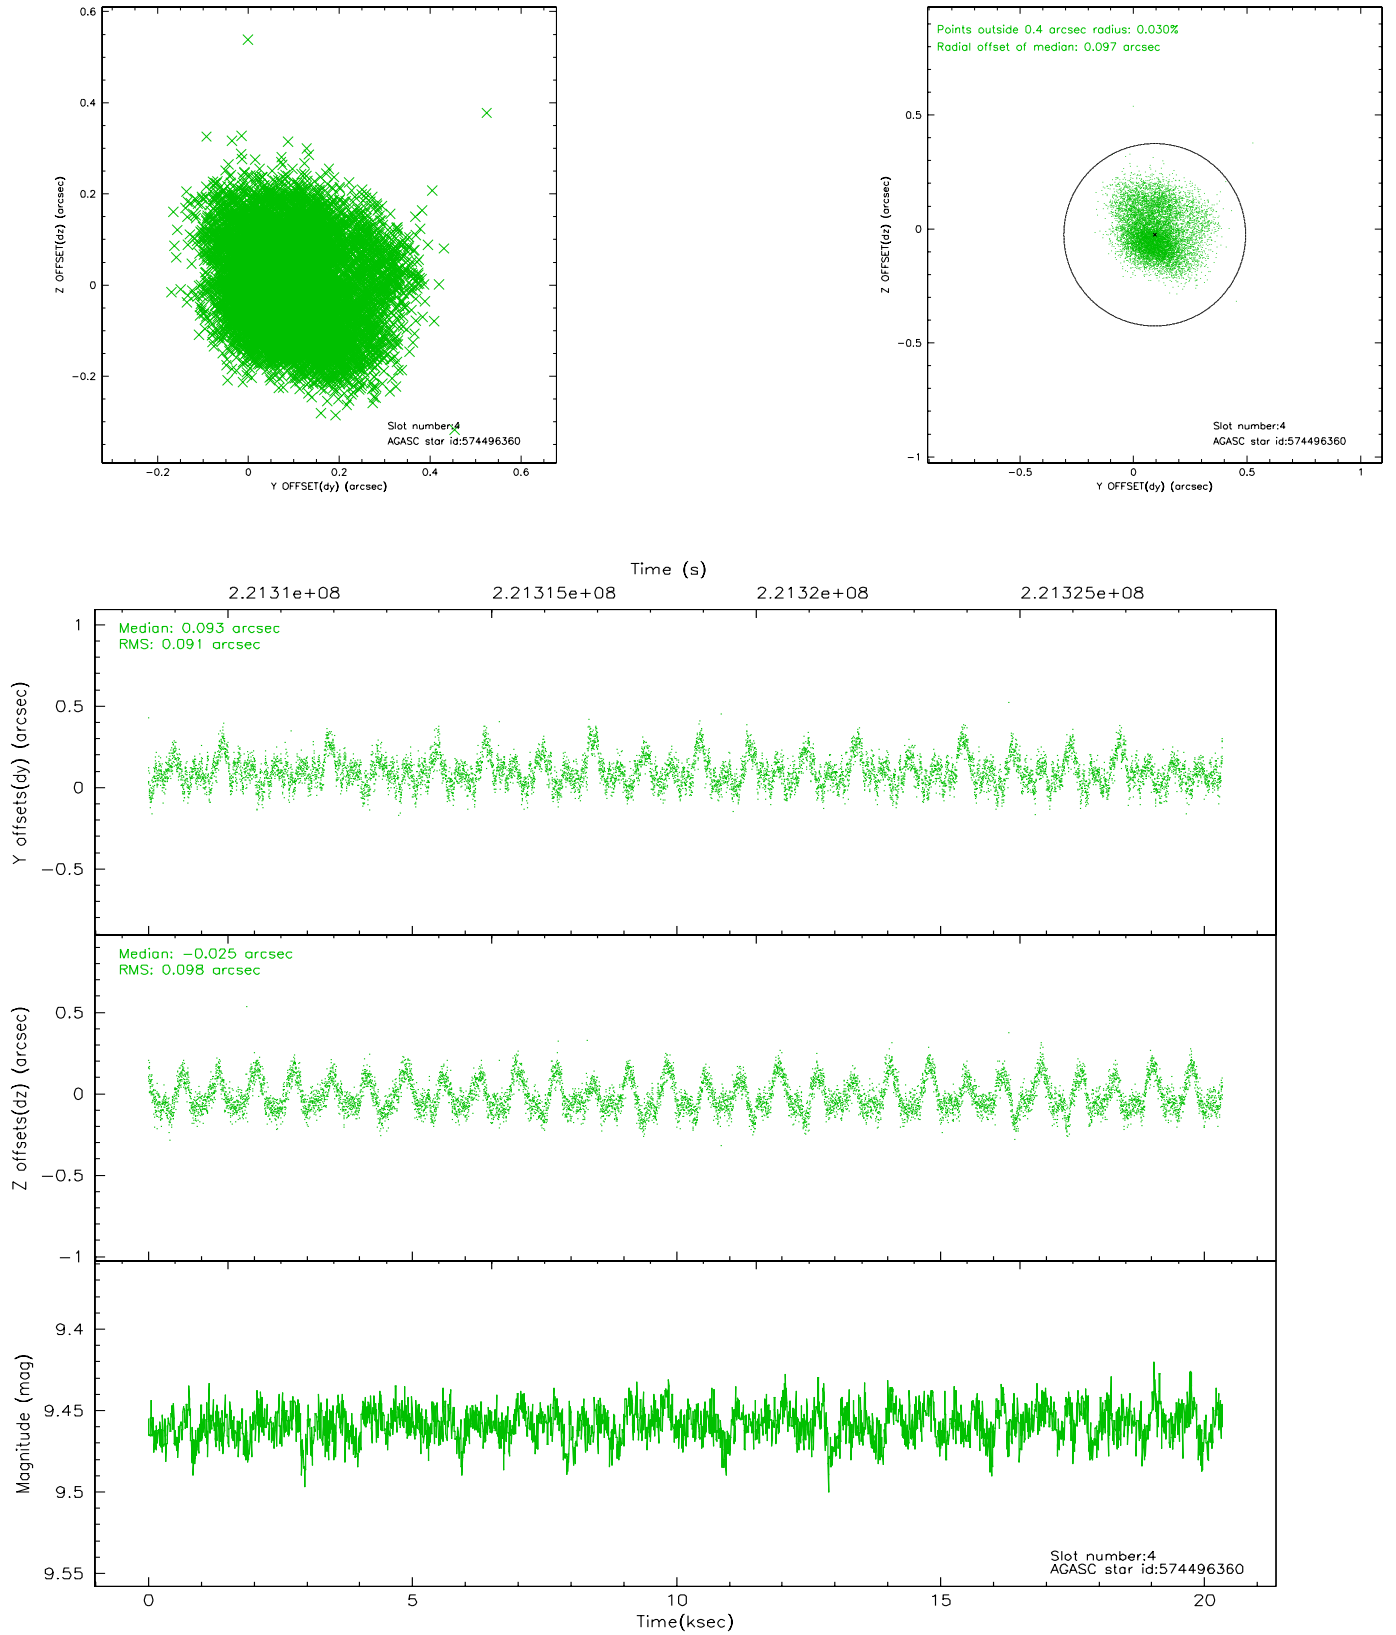 0.6
0.4
0.2
0
−0.2
Z OFFSET(dz) (arcsec)
Slot number:4
AGASC star id:574496360
−0.2 0 0.2 0.4 0.6
Y OFFSET(dy) (arcsec)
Points outside 0.4 arcsec radius: 0.030%
Radial offset of median: 0.097 arcsec
0.5
0
−0.5
−1
Z OFFSET(dz) (arcsec)
Slot number:4
AGASC star id:574496360
−0.5 0 0.5 1
Y OFFSET(dy) (arcsec)
Time (s)
2.2131e+08 2.21315e+08 2.2132e+08 2.21325e+08
Median: 0.093 arcsec
RMS: 0.091 arcsec
1
0.5
0
−0.5
Y offsets(dy) (arcsec)
Median: −0.025 arcsec
RMS: 0.098 arcsec
0.5
0
−0.5
−1
Z offsets(dz) (arcsec)
9.4
9.45
9.5
9.55
Magnitude (mag)
Slot number:4
AGASC star id:574496360
0 5 10 15 20
Time(ksec)